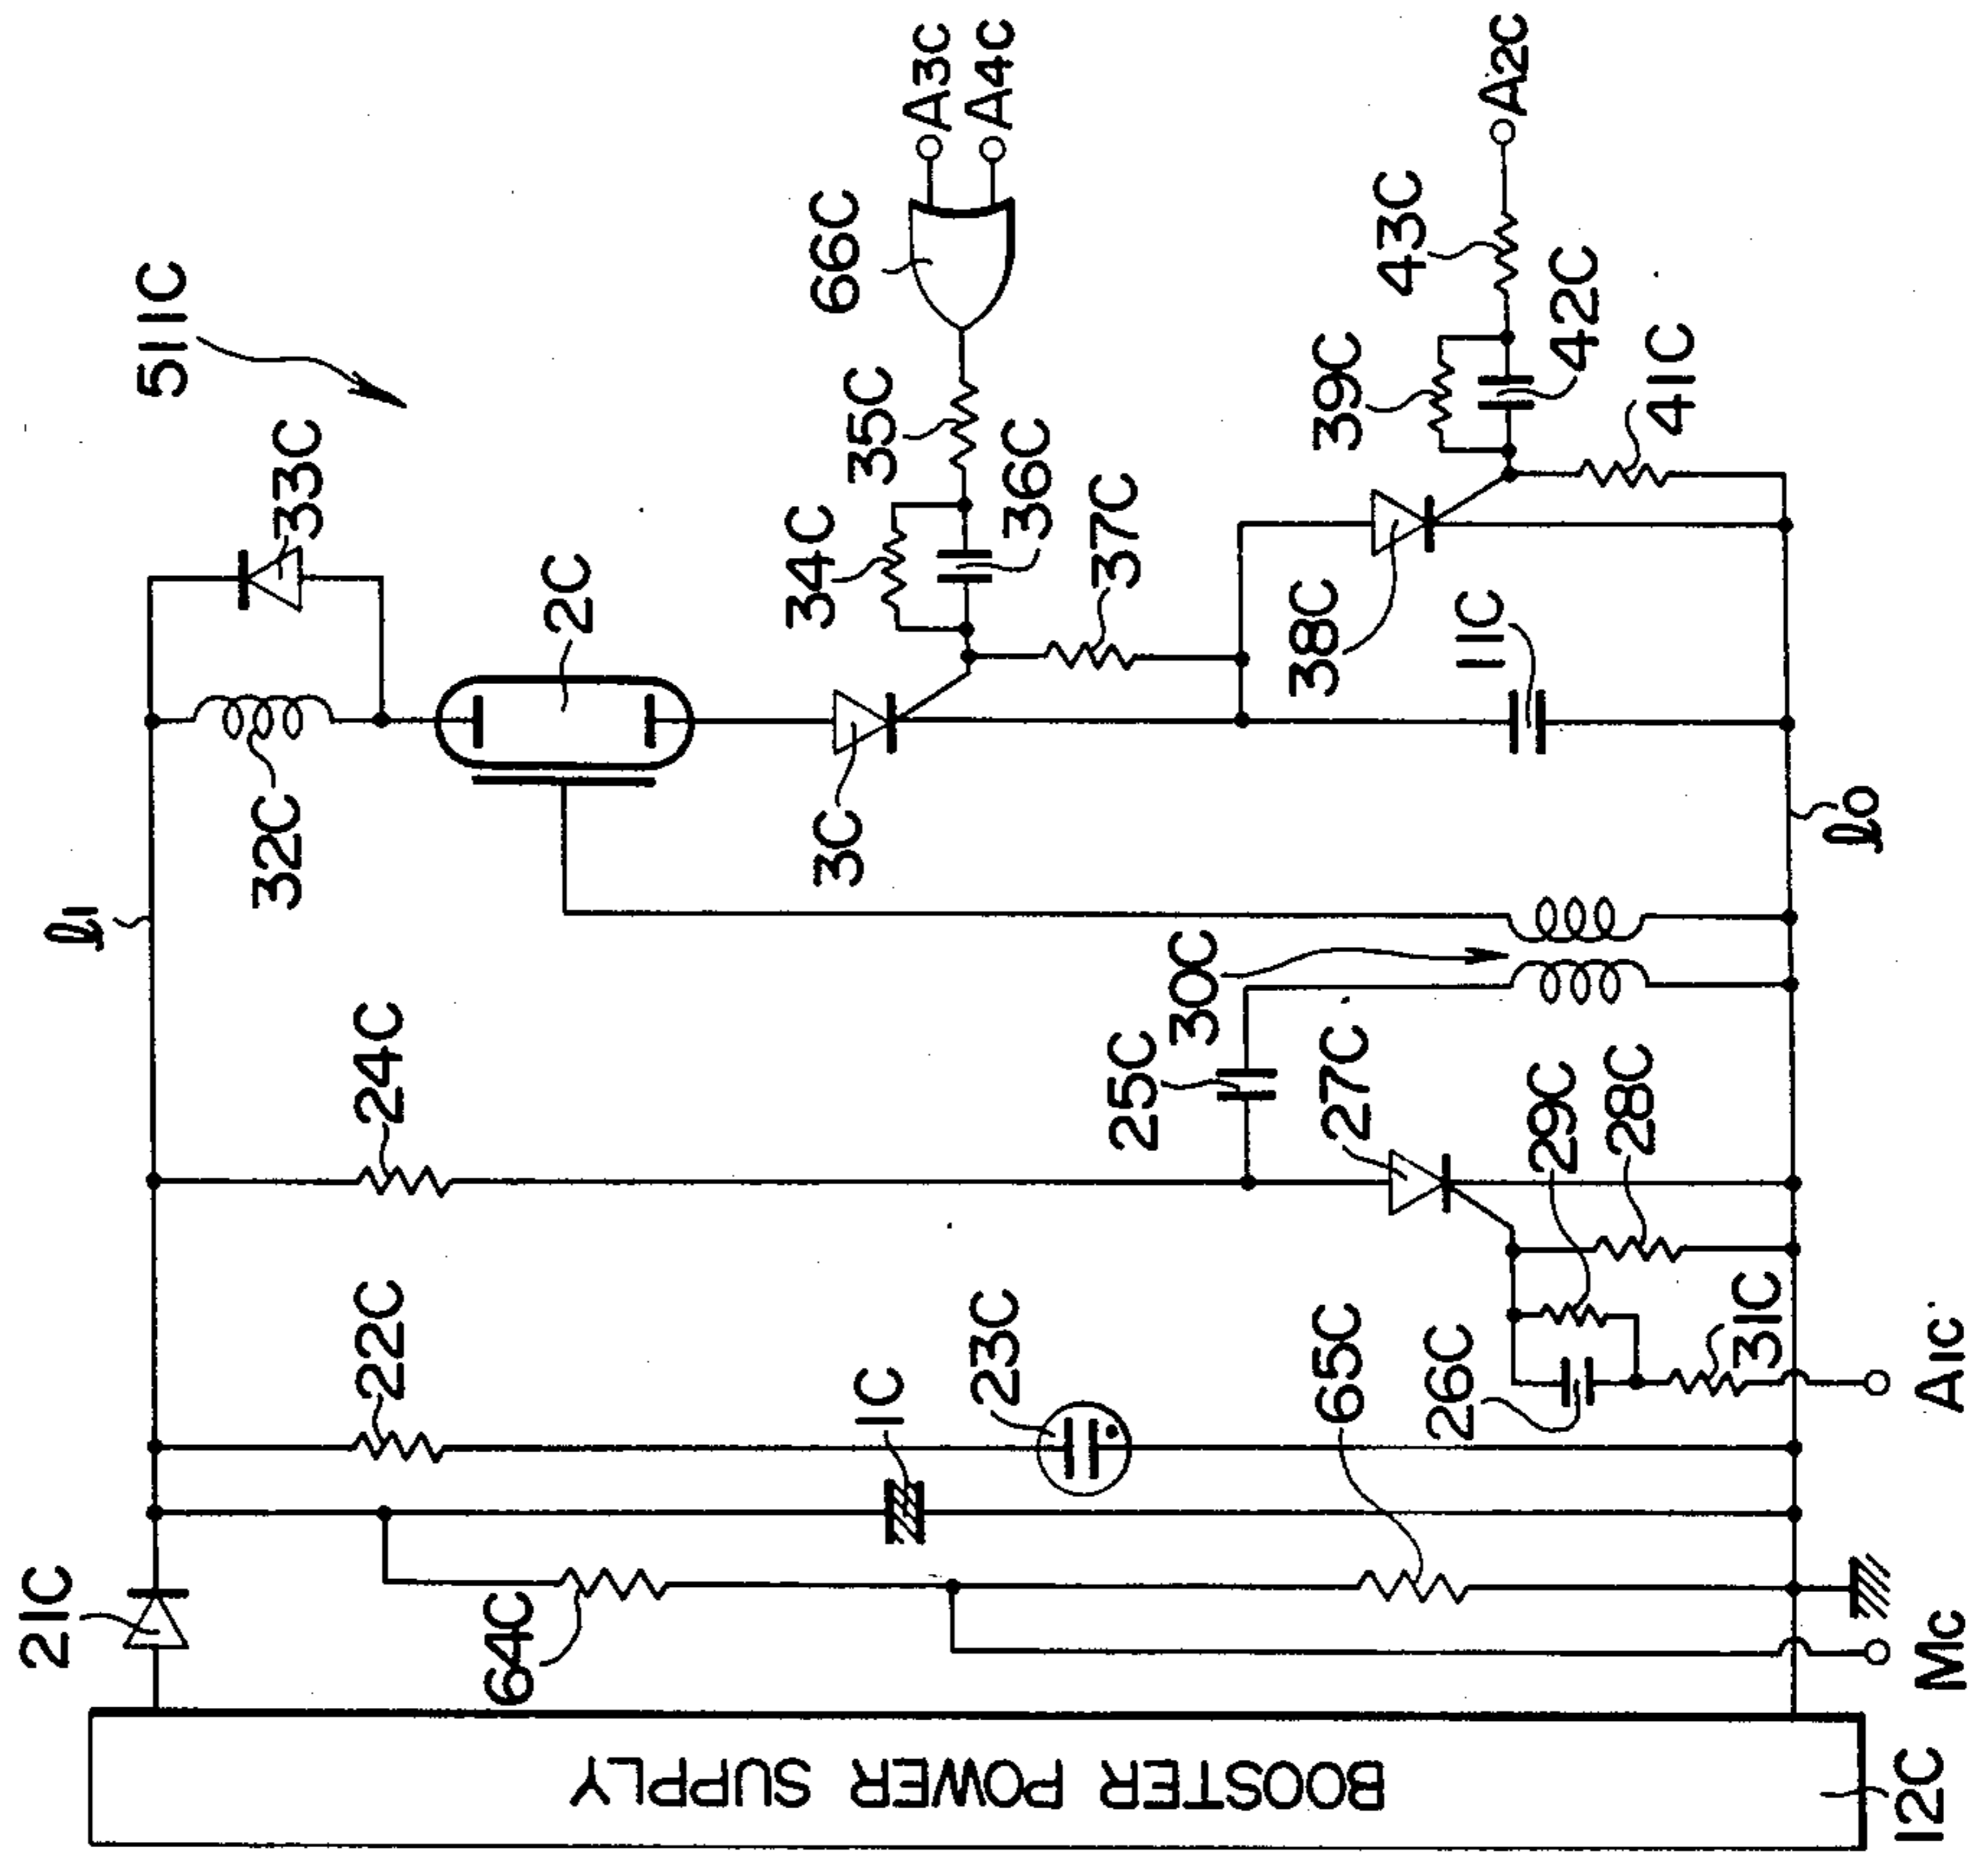 511C
21C
l1
33C
32C
24C
22C
2C
64C
34C
35C
66C
A3C
A4C
3C
36C
1C
23C
37C
25C
30C
38C
39C
43C
A2C
27C
11C
42C
65C
26C
29C
28C
41C
31C
l0
BOOSTER POWER SUPPLY
12C
MC
A1C